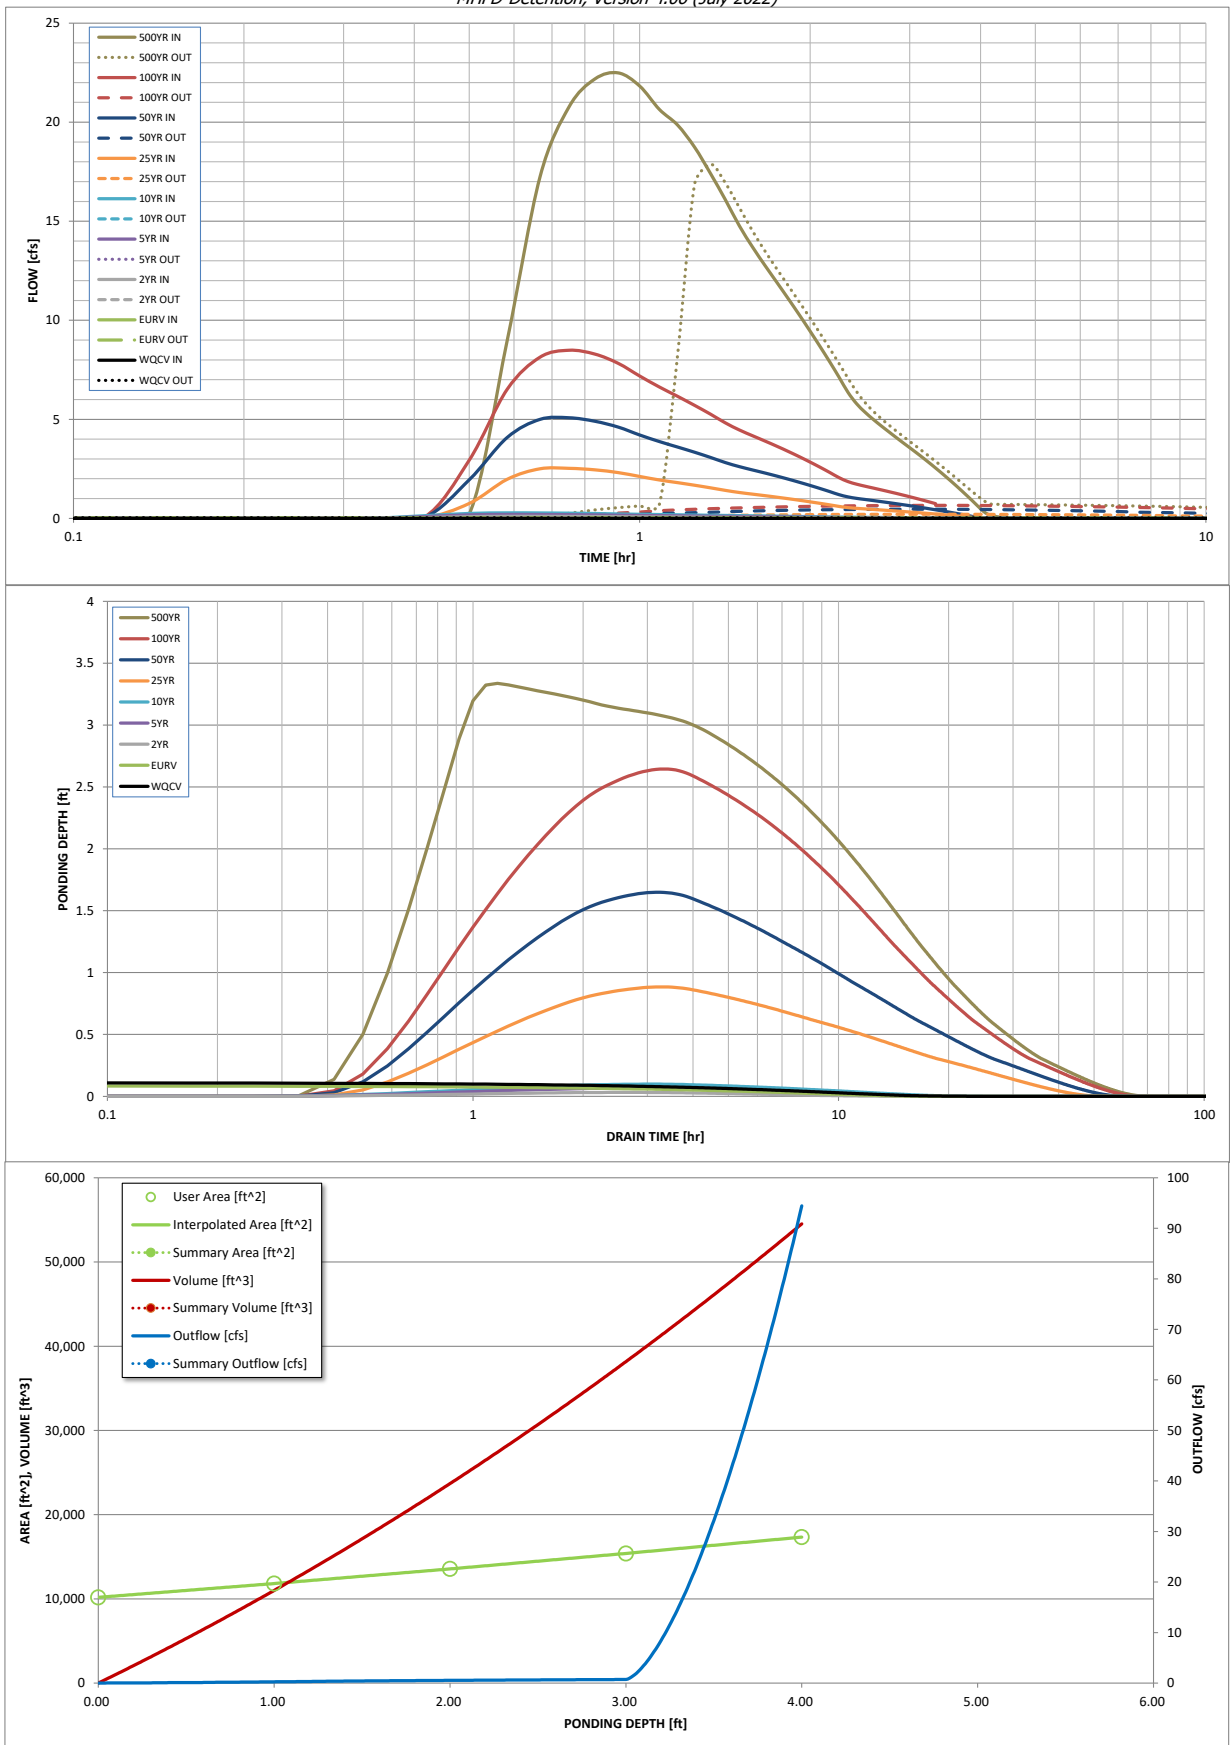 MHFD-Detention, Version 4.06 (July 2022)
25
20
15
10
5
0
FLOW [cfs]
500YR IN
500YR OUT
100YR IN
100YR OUT
50YR IN
50YR OUT
25YR IN
25YR OUT
10YR IN
10YR OUT
5YR IN
5YR OUT
2YR IN
2YR OUT
EURV IN
EURV OUT
WQCV IN
WQCV OUT
0.1
1
10
TIME [hr]
4
3.5
3
2.5
2
1.5
1
0.5
0
PONDING DEPTH [ft]
500YR
100YR
50YR
25YR
10YR
5YR
2YR
EURV
WQCV
0.1
1
10
100
DRAIN TIME [hr]
60,000
50,000
40,000
30,000
20,000
10,000
0
AREA [ft^2], VOLUME [ft^3]
User Area [ft^2]
Interpolated Area [ft^2]
Summary Area [ft^2]
Volume [ft^3]
Summary Volume [ft^3]
Outflow [cfs]
Summary Outflow [cfs]
100
90
80
70
60
50
40
30
20
10
0
OUTFLOW [cfs]
0.00
1.00
2.00
3.00
4.00
5.00
6.00
PONDING DEPTH [ft]